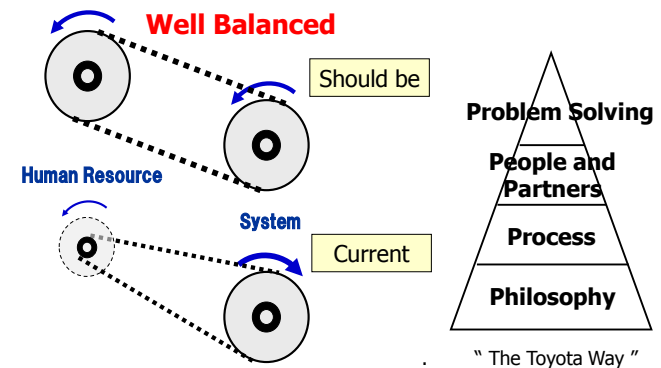 Well Balanced
Should be
Human Resource
System
Current
Problem Solving
People and
Partners
Process
Philosophy
.
“ The Toyota Way ”